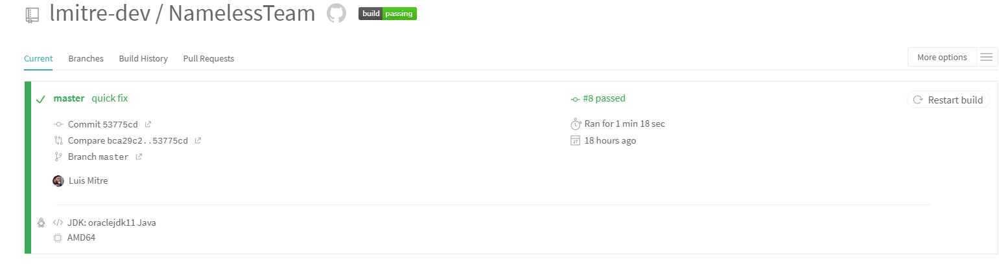 lmitre-dev / NamelessTeam build passing
Current Branches Build History Pull Requests More options
master quick fix #8 passed Restart build
Commit 53775cd Ran for 1 min 18 sec
Compare bca29c2..53775cd 18 hours ago
Branch master
Luis Mitre
</> JDK: oraclejdk11 Java
AMD64